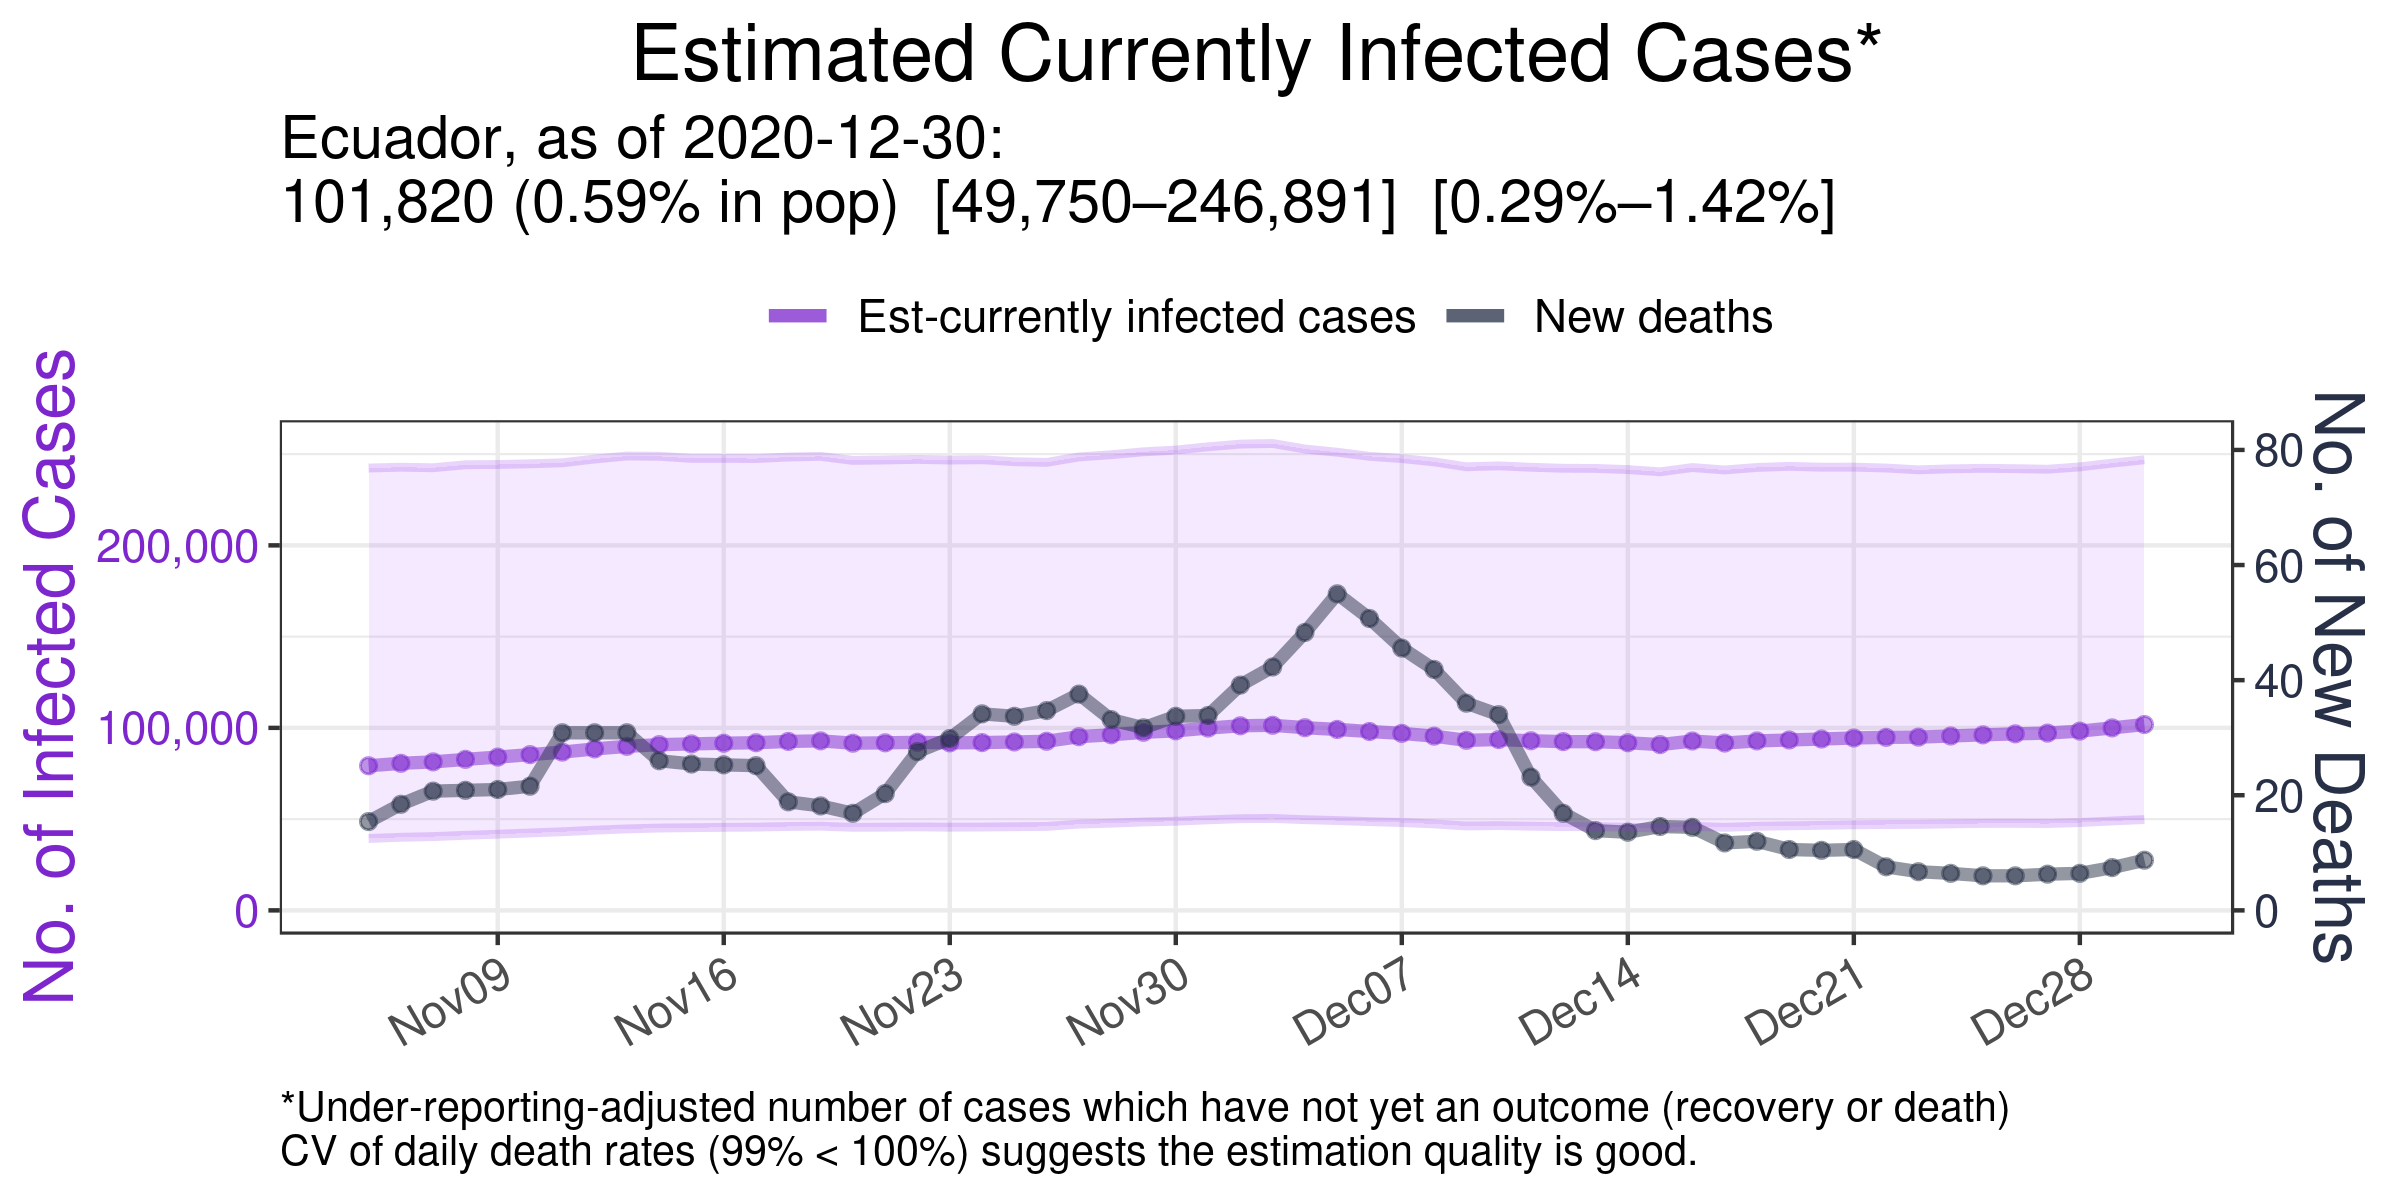 Estimated Currently Infected Cases*
Ecuador, as of 2020-12-30:
101,820 (0.59% in pop)  [49,750–246,891]  [0.29%–1.42%]
Est-currently infected cases
New deaths
No. of Infected Cases
200,000
100,000
0
80
60
40
20
0
No. of New Deaths
Nov09
Nov16
Nov23
Nov30
Dec07
Dec14
Dec21
Dec28
*Under-reporting-adjusted number of cases which have not yet an outcome (recovery or death)
CV of daily death rates (99% < 100%) suggests the estimation quality is good.